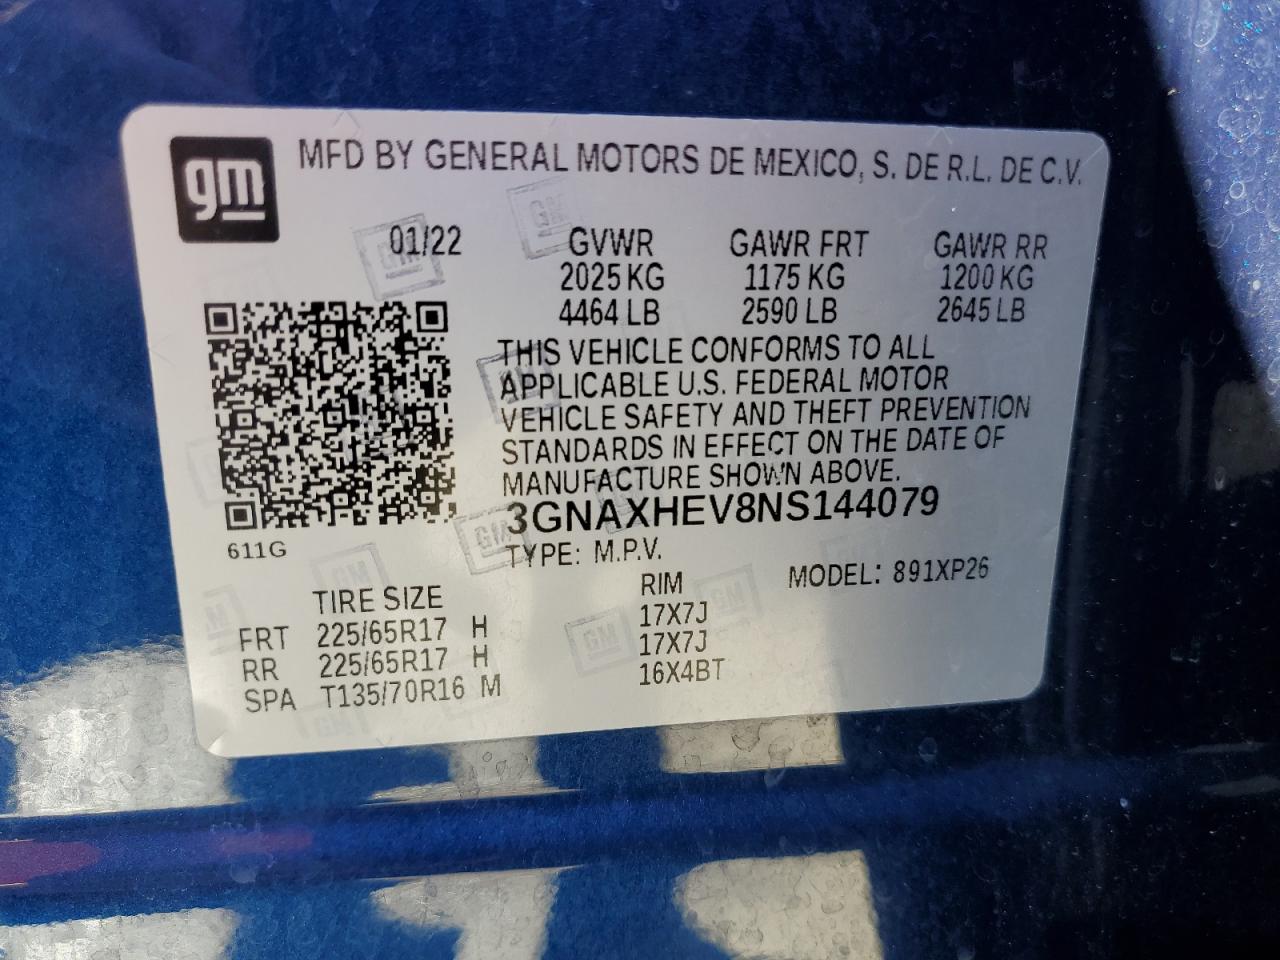 gm MFD BY GENERAL MOTORS DE MEXICO, S. DE R.L. DE C.V.
01/22 GVWR GAWR FRT GAWR RR
2025 KG 1175 KG 1200 KG
4464 LB 2590 LB 2645 LB
THIS VEHICLE CONFORMS TO ALL
APPLICABLE U.S. FEDERAL MOTOR
VEHICLE SAFETY AND THEFT PREVENTION
STANDARDS IN EFFECT ON THE DATE OF
MANUFACTURE SHOWN ABOVE.
3GNAXHEV8NS144079
611G
TYPE: M.P.V.
MODEL: 891XP26
TIRE SIZE RIM
FRT 225/65R17 H 17X7J
RR 225/65R17 H 17X7J
SPA T135/70R16 M 16X4BT